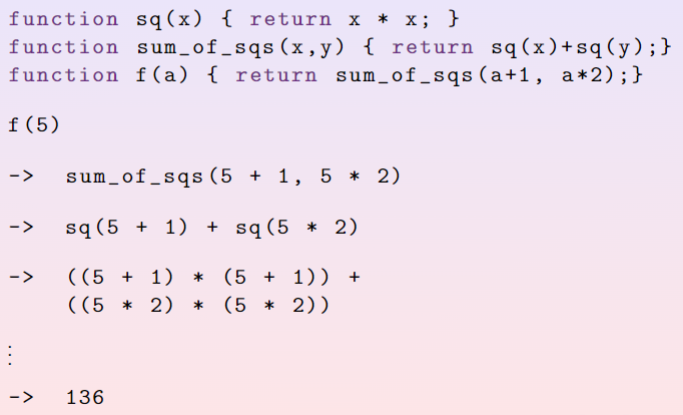 function sq(x) { return x * x; }
function sum_of_sqs(x,y) { return sq(x)+sq(y);}
function f(a) { return sum_of_sqs(a+1, a*2);}
f(5)
-> sum_of_sqs(5 + 1, 5 * 2)
-> sq(5 + 1) + sq(5 * 2)
-> ((5 + 1) * (5 + 1)) +
((5 * 2) * (5 * 2))
⋮
-> 136